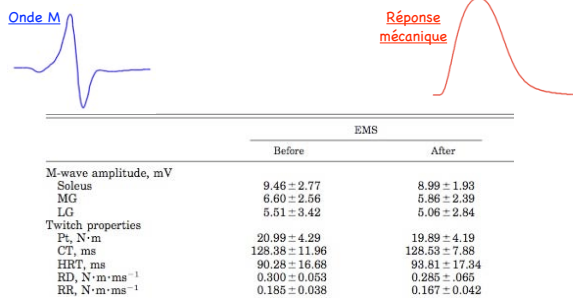 Onde M
Réponse
mécanique
EMS
Before After
M-wave amplitude, mV
Soleus 9.46±2.77 8.99±1.93
MG 6.60±2.56 5.86±2.39
LG 5.51±3.42 5.06±2.84
Twitch properties
Pt, N·m 20.99±4.29 19.89±4.19
CT, ms 128.38±11.96 128.53±7.88
HRT, ms 90.28±16.68 93.81±17.34
RD, N·m·ms⁻¹ 0.300±0.053 0.285±.065
RR, N·m·ms⁻¹ 0.185±0.038 0.167±0.042